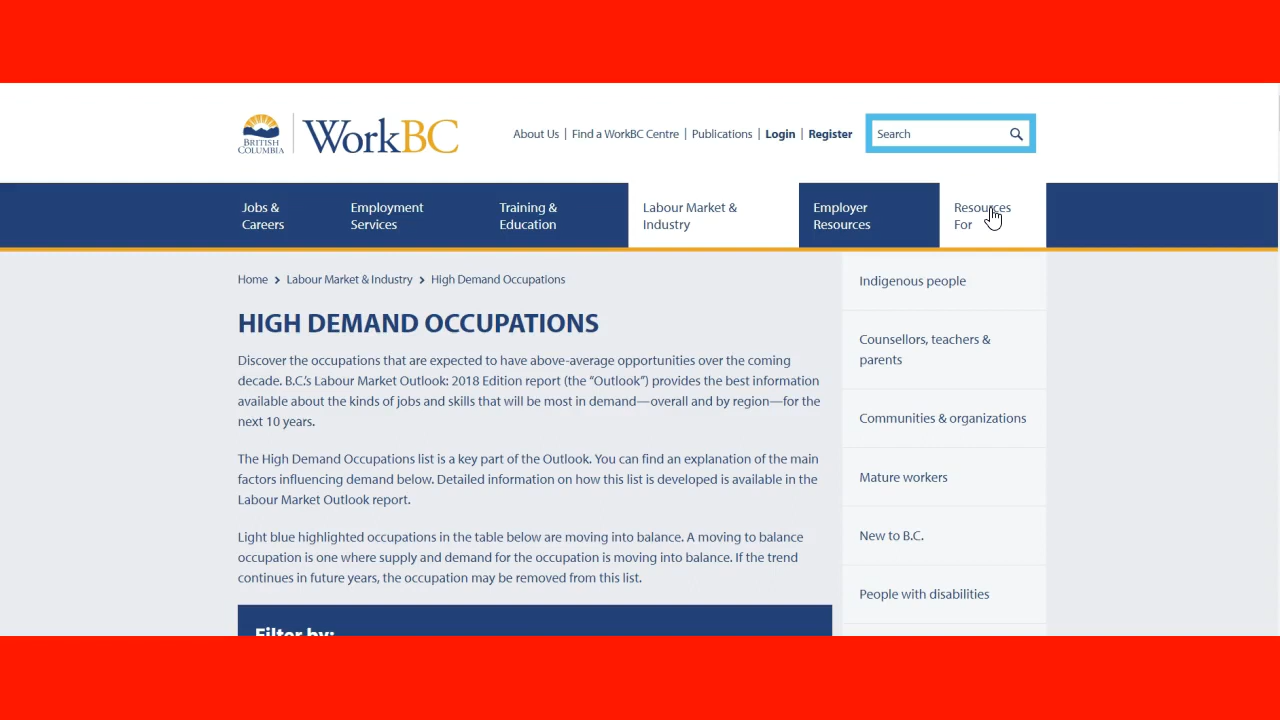 BRITISH
COLUMBIA
WorkBC
About Us | Find a WorkBC Centre | Publications | Login | Register
Search
Jobs &
Careers
Employment
Services
Training &
Education
Labour Market &
Industry
Employer
Resources
Resources
For
Home > Labour Market & Industry > High Demand Occupations
HIGH DEMAND OCCUPATIONS
Discover the occupations that are expected to have above-average opportunities over the coming
decade. B.C.'s Labour Market Outlook: 2018 Edition report (the “Outlook”) provides the best information
available about the kinds of jobs and skills that will be most in demand—overall and by region—for the
next 10 years.
The High Demand Occupations list is a key part of the Outlook. You can find an explanation of the main
factors influencing demand below. Detailed information on how this list is developed is available in the
Labour Market Outlook report.
Light blue highlighted occupations in the table below are moving into balance. A moving to balance
occupation is one where supply and demand for the occupation is moving into balance. If the trend
continues in future years, the occupation may be removed from this list.
Filter by:
Indigenous people
Counsellors, teachers &
parents
Communities & organizations
Mature workers
New to B.C.
People with disabilities